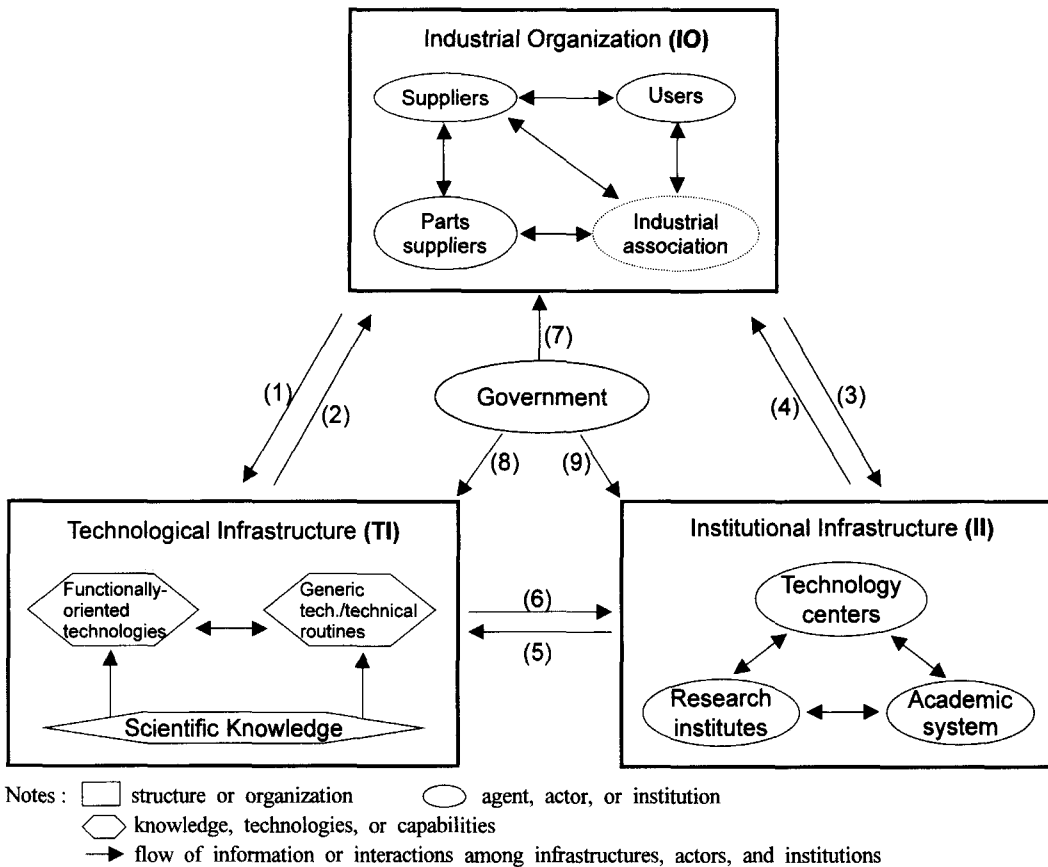 Industrial Organization (IO)
Suppliers
Users
Parts
suppliers
Industrial
association
(7)
(1)
(2)
Government
(4)
(3)
(8)
(9)
Technological Infrastructure (TI)
Functionally-
oriented
technologies
Generic
tech./technical
routines
Scientific Knowledge
(6)
(5)
Institutional Infrastructure (II)
Technology
centers
Research
institutes
Academic
system
Notes : structure or organization agent, actor, or institution
knowledge, technologies, or capabilities
flow of information or interactions among infrastructures, actors, and institutions